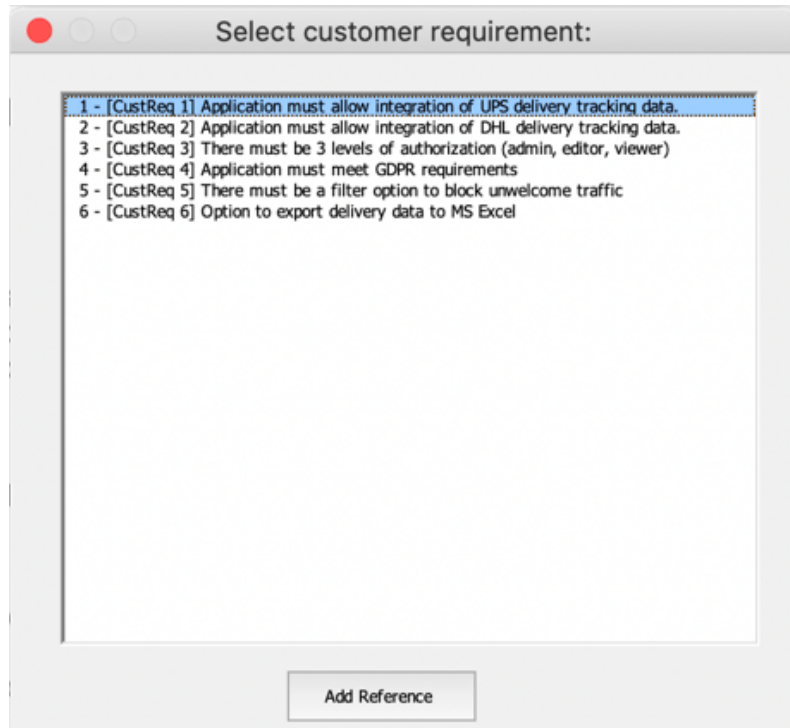 Select customer requirement:
1 - [CustReq 1] Application must allow integration of UPS delivery tracking data.
2 - [CustReq 2] Application must allow integration of DHL delivery tracking data.
3 - [CustReq 3] There must be 3 levels of authorization (admin, editor, viewer)
4 - [CustReq 4] Application must meet GDPR requirements
5 - [CustReq 5] There must be a filter option to block unwelcome traffic
6 - [CustReq 6] Option to export delivery data to MS Excel
Add Reference